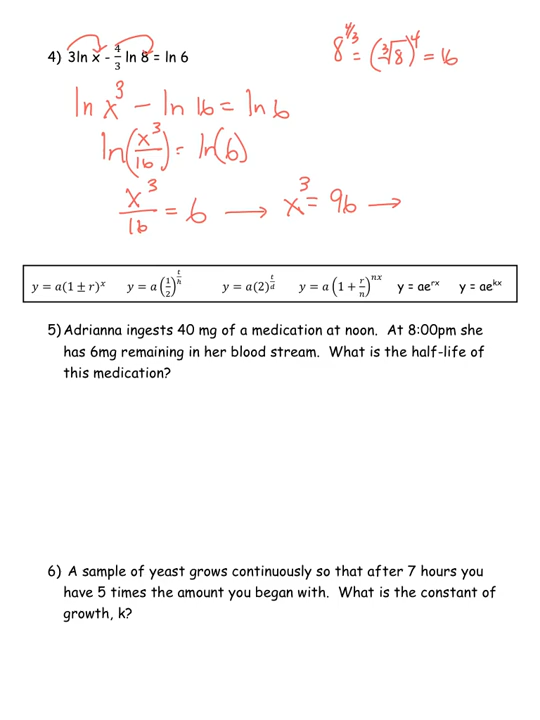 4) 3ln x - 4/3 ln 8 = ln 6
8^(4/3) = (∛8)^4 = 16
ln x^3 - ln 16 = ln 6
ln(x^3/16) = ln(6)
x^3/16 = 6 → x^3 = 96 →
y = a(1 ± r)^x y = a(1/2)^(t/h) y = a(2)^(t/d) y = a(1 + r/n)^(nx) y = ae^(rx) y = ae^(kx)
5) Adrianna ingests 40 mg of a medication at noon. At 8:00pm she
has 6mg remaining in her blood stream. What is the half-life of
this medication?
6) A sample of yeast grows continuously so that after 7 hours you
have 5 times the amount you began with. What is the constant of
growth, k?